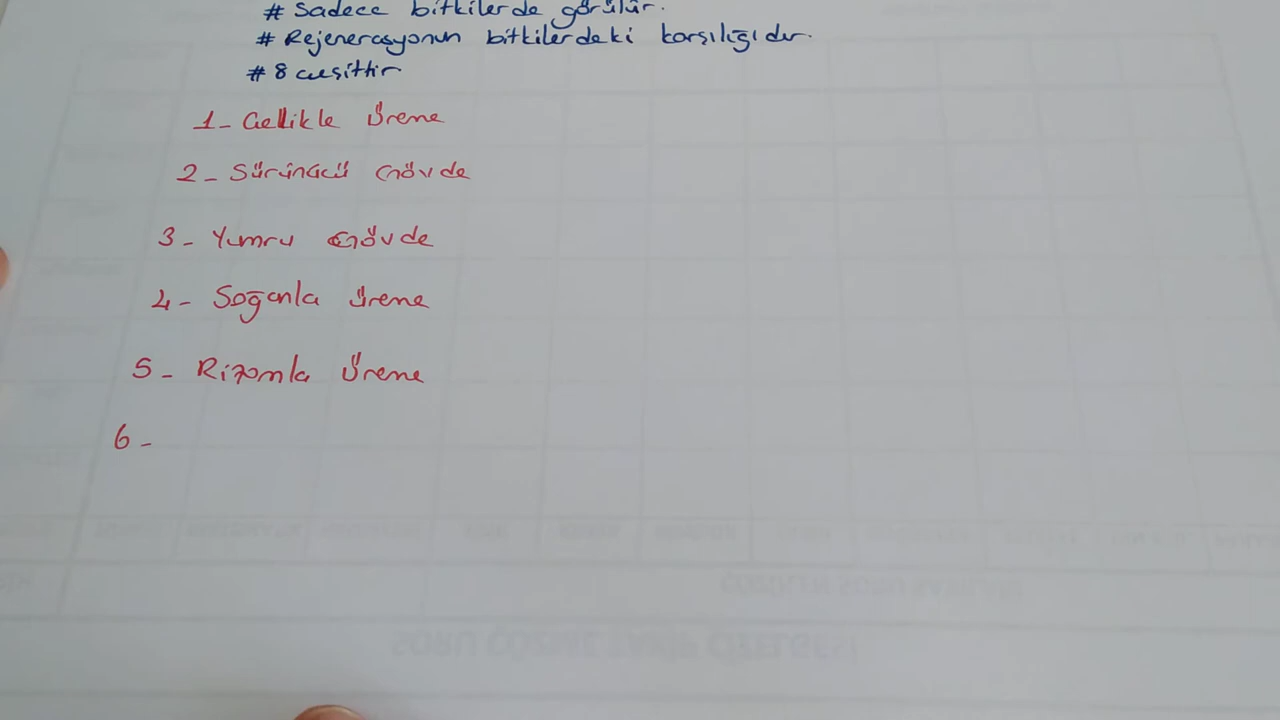 # Sadece bitkilerde görülür.
# Rejenerasyonun bitkilerdeki karşılığıdır.
# 8 çeşittir
1- Çelikle Üreme
2- Sürünücü Gövde
3- Yumru Gövde
4- Soğanla üreme
5- Rizomla Üreme
6-